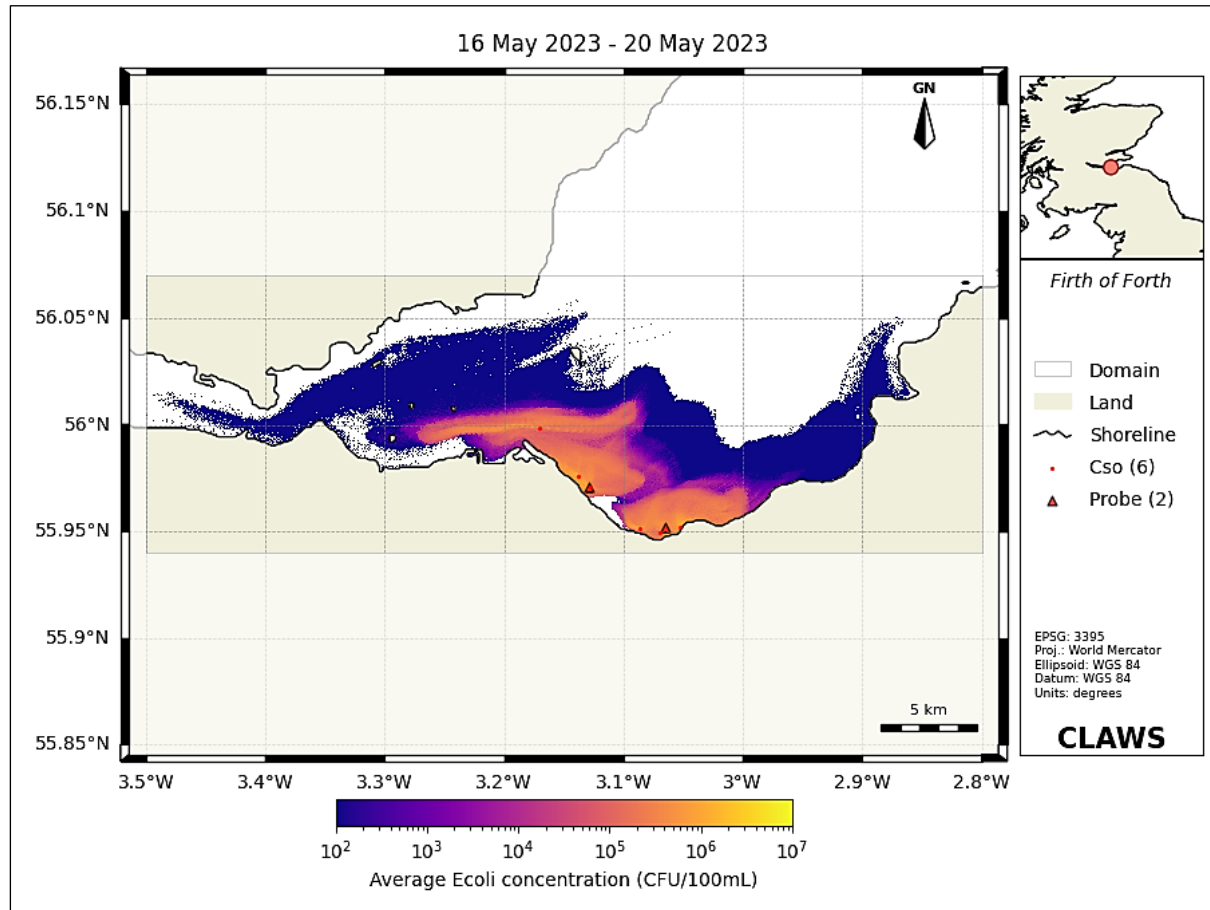 16 May 2023 - 20 May 2023
56.15°N
56.1°N
56.05°N
56°N
55.95°N
55.9°N
55.85°N
3.5°W 3.4°W 3.3°W 3.2°W 3.1°W 3°W 2.9°W 2.8°W
GN
5 km
10² 10³ 10⁴ 10⁵ 10⁶ 10⁷
Average Ecoli concentration (CFU/100mL)
Firth of Forth
Domain
Land
Shoreline
Cso (6)
Probe (2)
EPSG: 3395
Proj.: World Mercator
Ellipsoid: WGS 84
Datum: WGS 84
Units: degrees
CLAWS